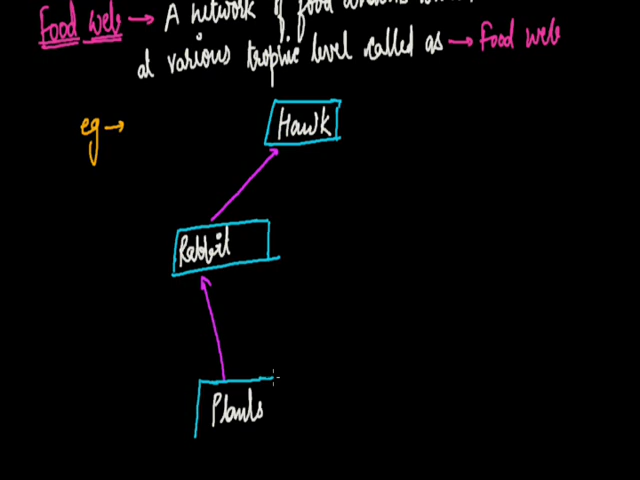 Food web → A network of food
at various trophic level called as → Food web
eg →
Hawk
Rabbit
Plants